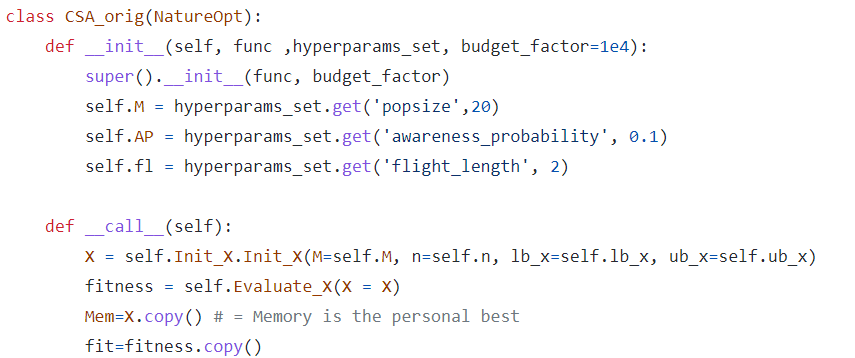 class CSA_orig(NatureOpt):
    def __init__(self, func ,hyperparams_set, budget_factor=1e4):
        super().__init__(func, budget_factor)
        self.M = hyperparams_set.get('popsize',20)
        self.AP = hyperparams_set.get('awareness_probability', 0.1)
        self.fl = hyperparams_set.get('flight_length', 2)

    def __call__(self):
        X = self.Init_X.Init_X(M=self.M, n=self.n, lb_x=self.lb_x, ub_x=self.ub_x)
        fitness = self.Evaluate_X(X = X)
        Mem=X.copy() # = Memory is the personal best
        fit=fitness.copy()